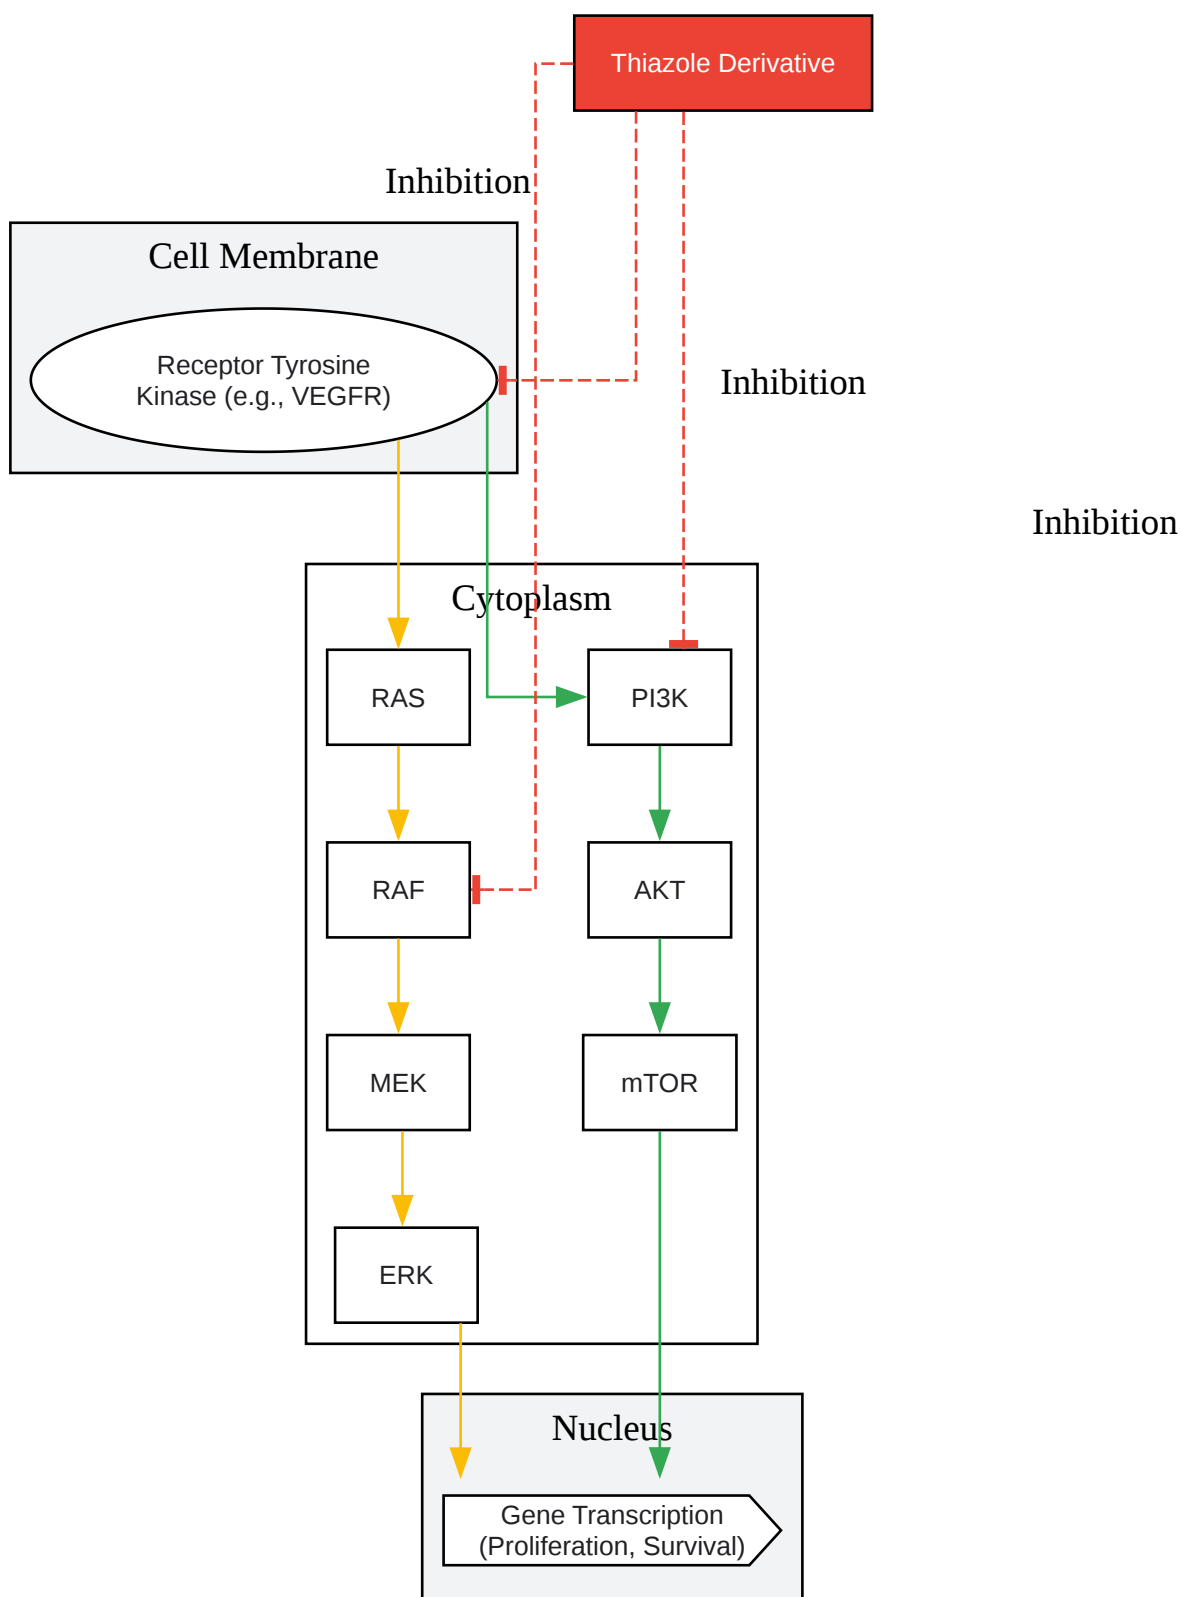 Thiazole Derivative
Inhibition
Cell Membrane
Receptor Tyrosine
Kinase (e.g., VEGFR)
Inhibition
Inhibition
Cytoplasm
RAS
PI3K
RAF
AKT
MEK
mTOR
ERK
Nucleus
Gene Transcription
(Proliferation, Survival)